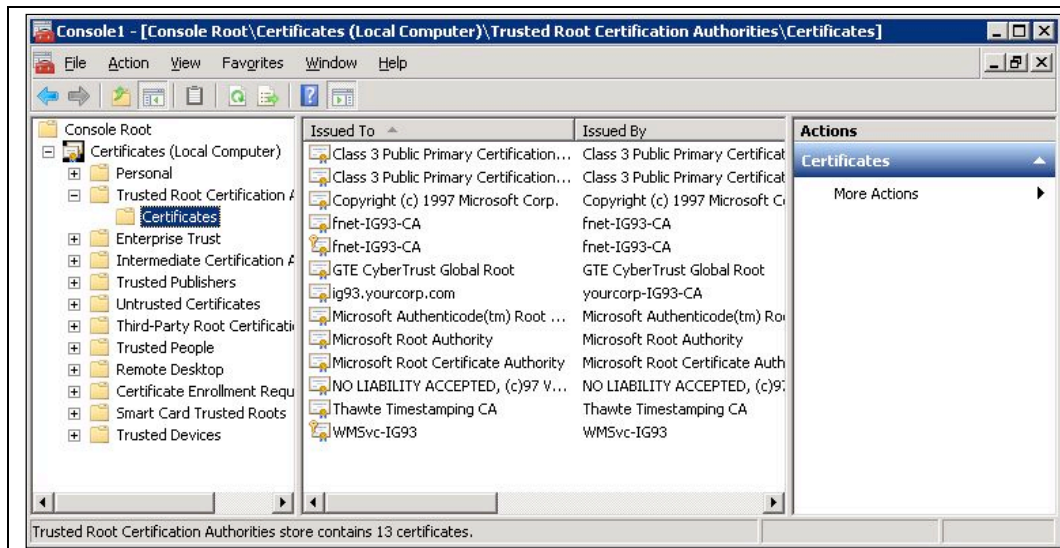 Console1 - [Console Root\Certificates (Local Computer)\Trusted Root Certification Authorities\Certificates]
File Action View Favorites Window Help
Console Root
Certificates (Local Computer)
Personal
Trusted Root Certification A
Certificates
Enterprise Trust
Intermediate Certification A
Trusted Publishers
Untrusted Certificates
Third-Party Root Certificati
Trusted People
Remote Desktop
Certificate Enrollment Requ
Smart Card Trusted Roots
Trusted Devices
Issued To Issued By
Class 3 Public Primary Certification... Class 3 Public Primary Certificat
Class 3 Public Primary Certification... Class 3 Public Primary Certificat
Copyright (c) 1997 Microsoft Corp. Copyright (c) 1997 Microsoft Co
fnet-IG93-CA fnet-IG93-CA
fnet-IG93-CA fnet-IG93-CA
GTE CyberTrust Global Root GTE CyberTrust Global Root
ig93.yourcorp.com yourcorp-IG93-CA
Microsoft Authenticode(tm) Root ... Microsoft Authenticode(tm) Roo
Microsoft Root Authority Microsoft Root Authority
Microsoft Root Certificate Authority Microsoft Root Certificate Auth
NO LIABILITY ACCEPTED, (c)97 V... NO LIABILITY ACCEPTED, (c)97
Thawte Timestamping CA Thawte Timestamping CA
WMSvc-IG93 WMSvc-IG93
Actions
Certificates
More Actions
Trusted Root Certification Authorities store contains 13 certificates.